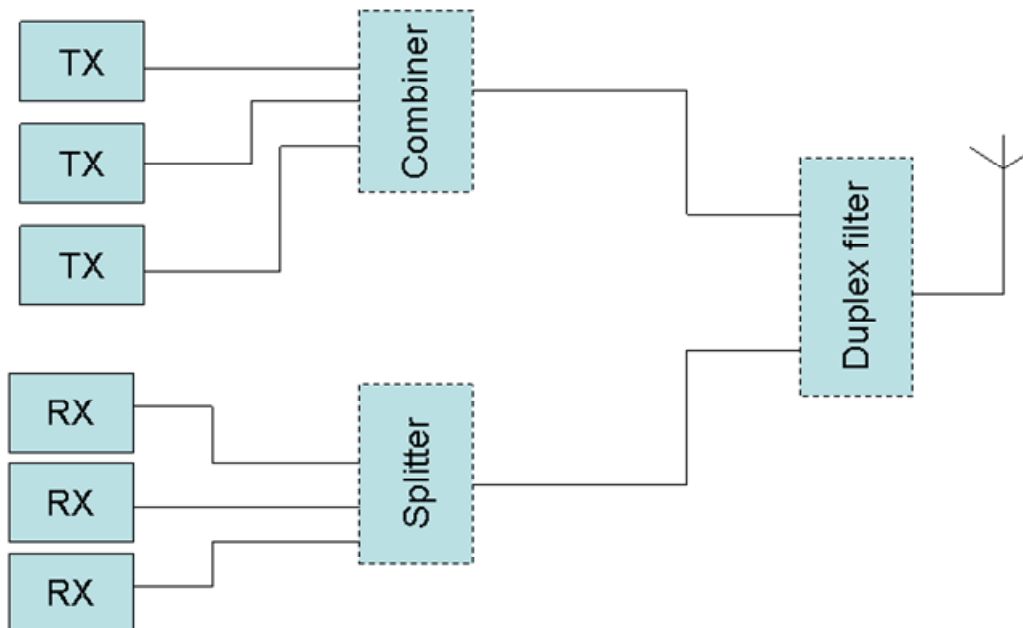 TX
TX
TX
Combiner
Duplex filter
RX
RX
RX
Splitter